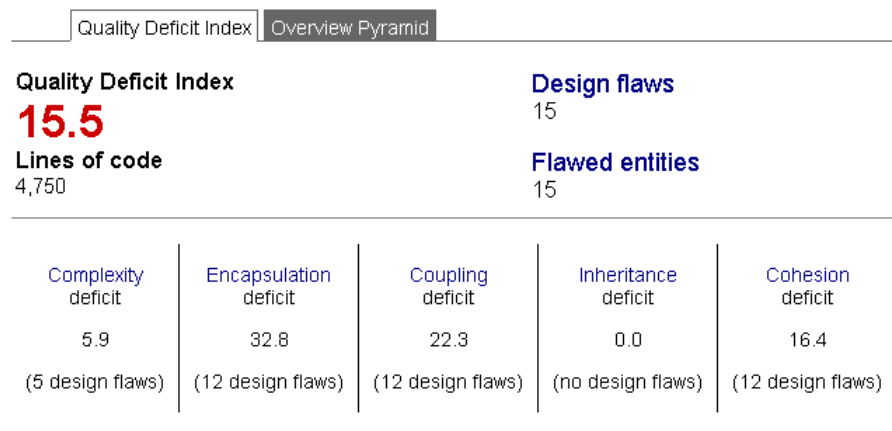 Quality Deficit Index Overview Pyramid
Quality Deficit Index
15.5
Lines of code
4,750
Design flaws
15
Flawed entities
15
Complexity
deficit
5.9
(5 design flaws)
Encapsulation
deficit
32.8
(12 design flaws)
Coupling
deficit
22.3
(12 design flaws)
Inheritance
deficit
0.0
(no design flaws)
Cohesion
deficit
16.4
(12 design flaws)